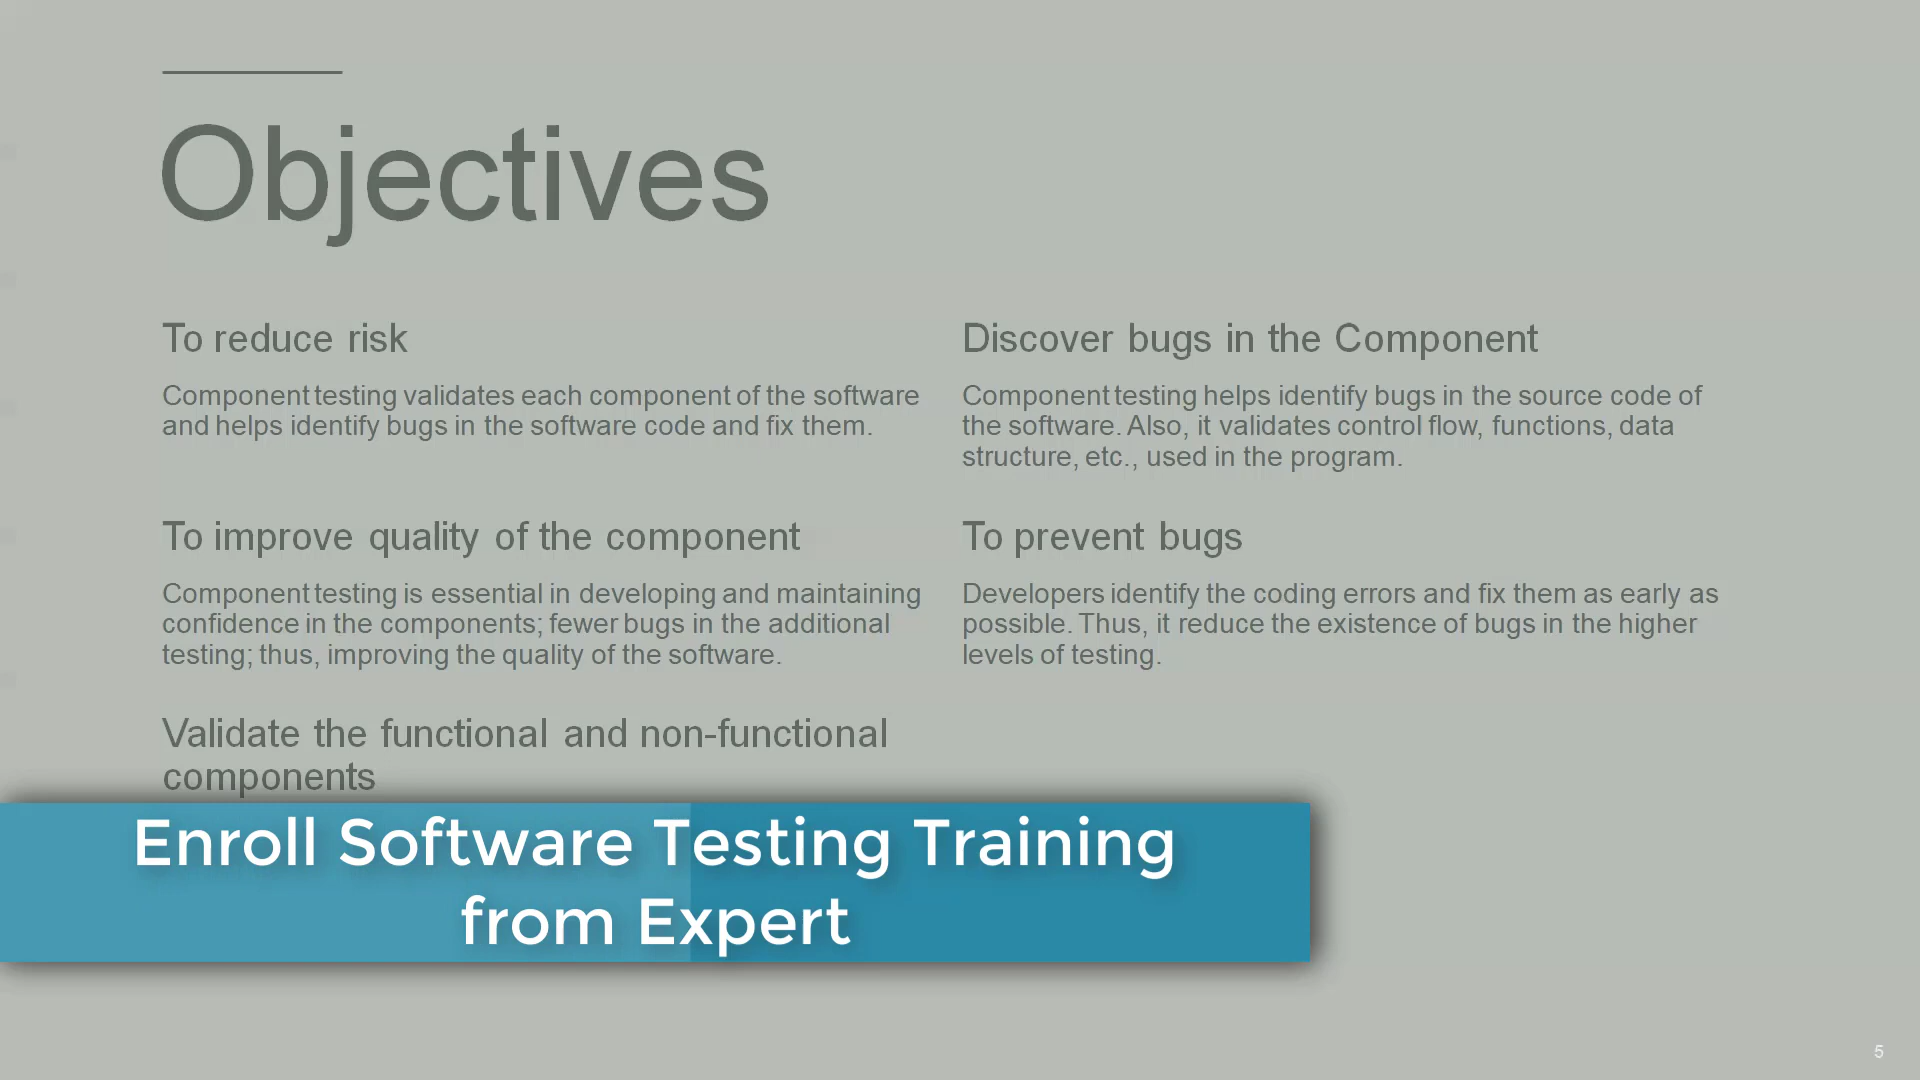 Objectives
To reduce risk
Component testing validates each component of the software
and helps identify bugs in the software code and fix them.
Discover bugs in the Component
Component testing helps identify bugs in the source code of
the software. Also, it validates control flow, functions, data
structure, etc., used in the program.
To improve quality of the component
Component testing is essential in developing and maintaining
confidence in the components; fewer bugs in the additional
testing; thus, improving the quality of the software.
To prevent bugs
Developers identify the coding errors and fix them as early as
possible. Thus, it reduce the existence of bugs in the higher
levels of testing.
Validate the functional and non-functional
components
Enroll Software Testing Training
from Expert
5